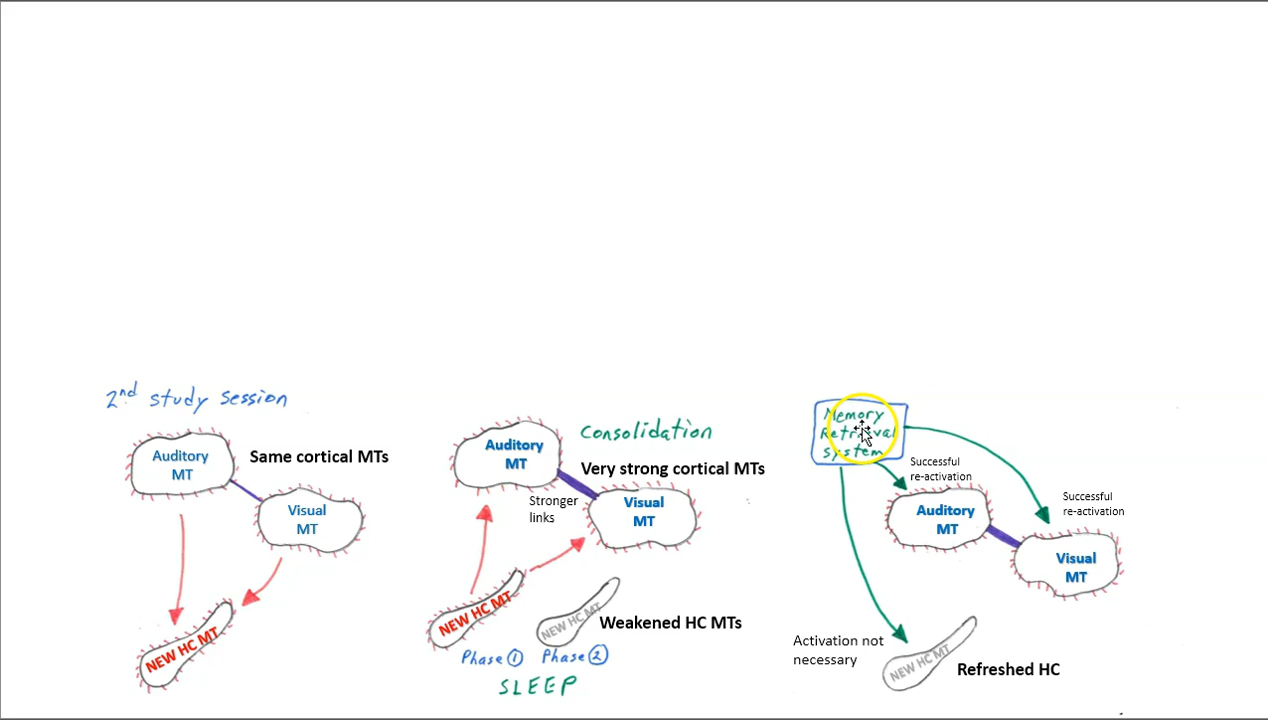 2nd study session
Auditory
MT
Same cortical MTs
Visual
MT
NEW HC MT
Consolidation
Auditory
MT
Very strong cortical MTs
Stronger
links
Visual
MT
NEW HC MT
NEW HC MT
Weakened HC MTs
Phase 1 Phase 2
SLEEP
Memory
Retrieval
System
Successful
re-activation
Successful
re-activation
Auditory
MT
Visual
MT
Activation not
necessary
NEW HC MT
Refreshed HC